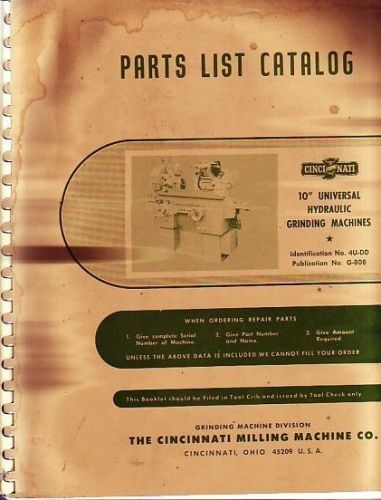 PARTS LIST CATALOG
CINCINNATI
10" UNIVERSAL
HYDRAULIC
GRINDING MACHINES
★
Identification No. 4U-DD
Publication No. G-808
WHEN ORDERING REPAIR PARTS
1. Give complete Serial Number of Machine.
2. Give Part Number and Name.
3. Give Amount Required.
UNLESS THE ABOVE DATA IS INCLUDED WE CANNOT FILL YOUR ORDER
This Booklet should be Filed in Tool Crib and issued by Tool Check only
GRINDING MACHINE DIVISION
THE CINCINNATI MILLING MACHINE CO.
CINCINNATI, OHIO 45209 U. S. A.